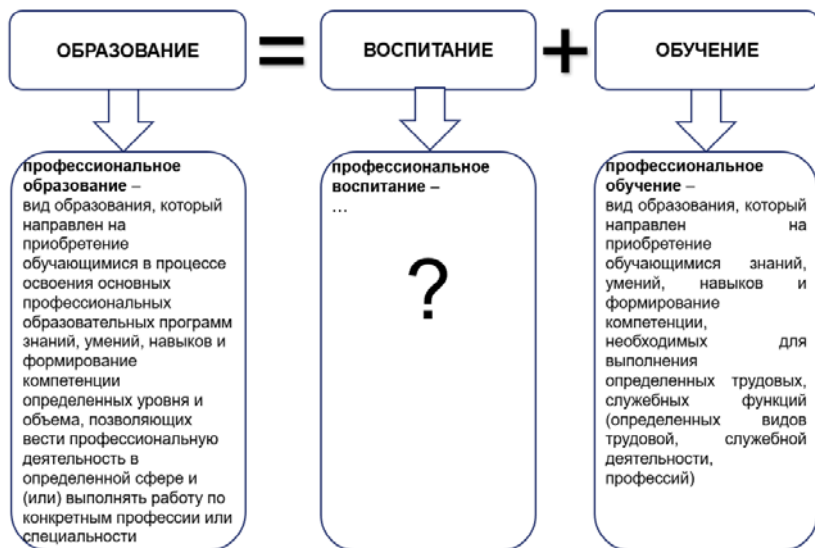 ОБРАЗОВАНИЕ
=
ВОСПИТАНИЕ
+
ОБУЧЕНИЕ
профессиональное
образование –
вид образования, который
направлен на
приобретение
обучающимися в процессе
освоения основных
профессиональных
образовательных программ
знаний, умений, навыков и
формирование
компетенции
определенных уровня и
объема, позволяющих
вести профессиональную
деятельность в
определенной сфере и
(или) выполнять работу по
конкретным профессии или
специальности
профессиональное
воспитание –
...
?
профессиональное
обучение –
вид образования, который
направлен на
приобретение
обучающимися знаний,
умений, навыков и
формирование
компетенции,
необходимых для
выполнения
определенных трудовых,
служебных функций
(определенных видов
трудовой, служебной
деятельности,
профессий)